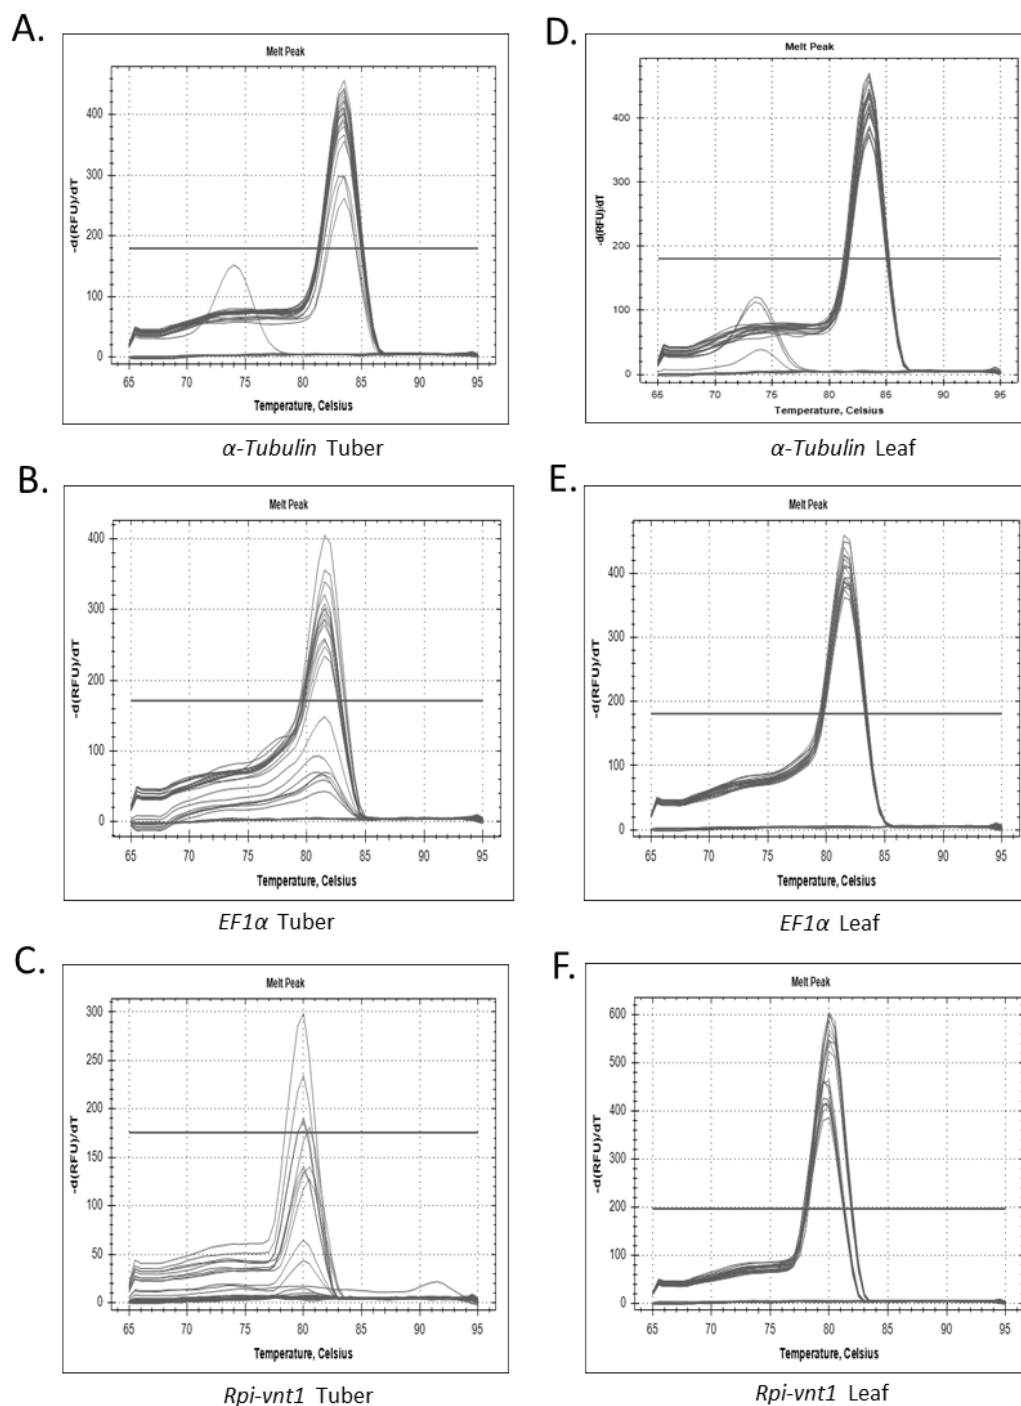 A.
Melt Peak
-d(RFU)/dT
400
300
200
100
0
65 70 75 80 85 90 95
Temperature, Celsius
α-Tubulin Tuber
B.
Melt Peak
-d(RFU)/dT
400
300
200
100
0
65 70 75 80 85 90 95
Temperature, Celsius
EF1α Tuber
C.
Melt Peak
-d(RFU)/dT
300
250
200
150
100
50
0
65 70 75 80 85 90 95
Temperature, Celsius
Rpi-vnt1 Tuber
D.
Melt Peak
-d(RFU)/dT
400
300
200
100
0
65 70 75 80 85 90 95
Temperature, Celsius
α-Tubulin Leaf
E.
Melt Peak
-d(RFU)/dT
400
300
200
100
0
65 70 75 80 85 90 95
Temperature, Celsius
EF1α Leaf
F.
Melt Peak
-d(RFU)/dT
600
500
400
300
200
100
0
65 70 75 80 85 90 95
Temperature, Celsius
Rpi-vnt1 Leaf